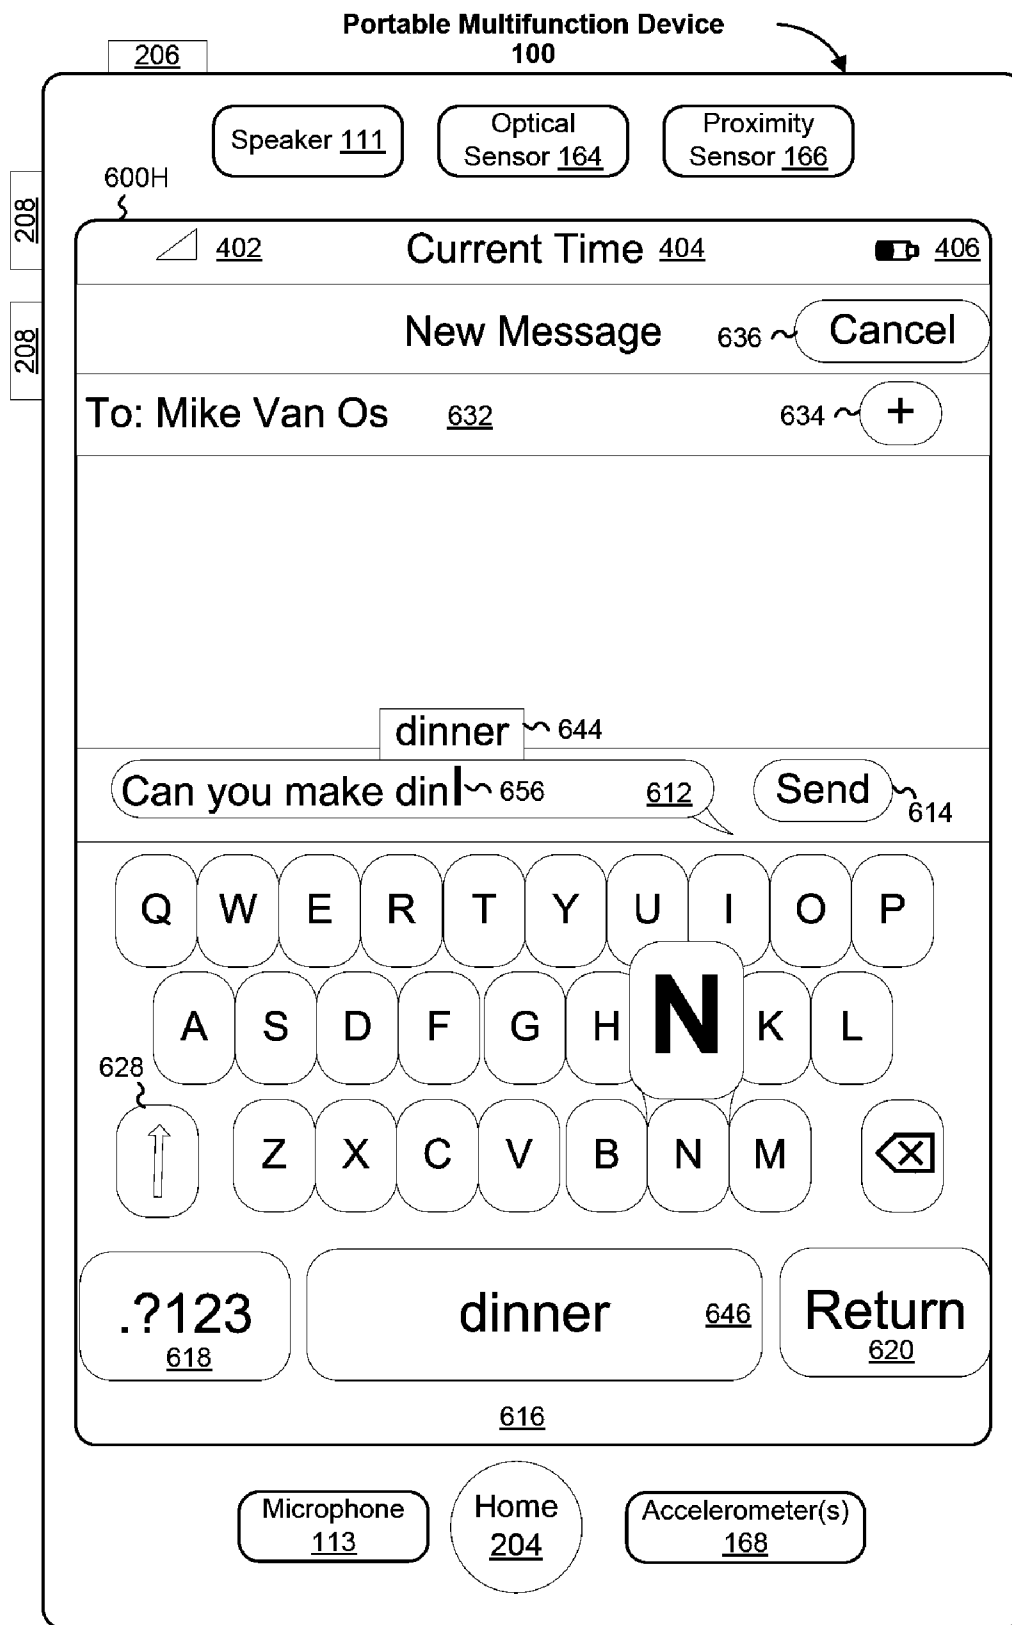 Portable Multifunction Device
100
206
Speaker 111
Optical
Sensor 164
Proximity
Sensor 166
600H
208
208
402 Current Time 404 406
New Message 636 Cancel
To: Mike Van Os 632 634 +
dinner 644
Can you make din 656 612 Send
614
Q W E R T Y U I O P
A S D F G H N K L
628
Z X C V B N M
.?123
618
dinner 646
Return
620
616
Microphone
113
Home
204
Accelerometer(s)
168